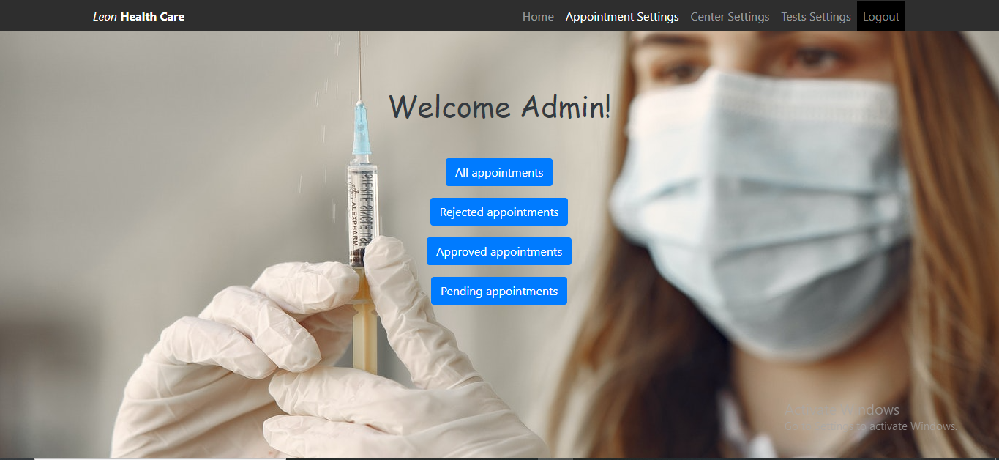 Leon Health Care
Home Appointment Settings Center Settings Tests Settings Logout
Welcome Admin!
All appointments
Rejected appointments
Approved appointments
Pending appointments
ALEXPHARM
Activate Windows
Go to Settings to activate Windows.